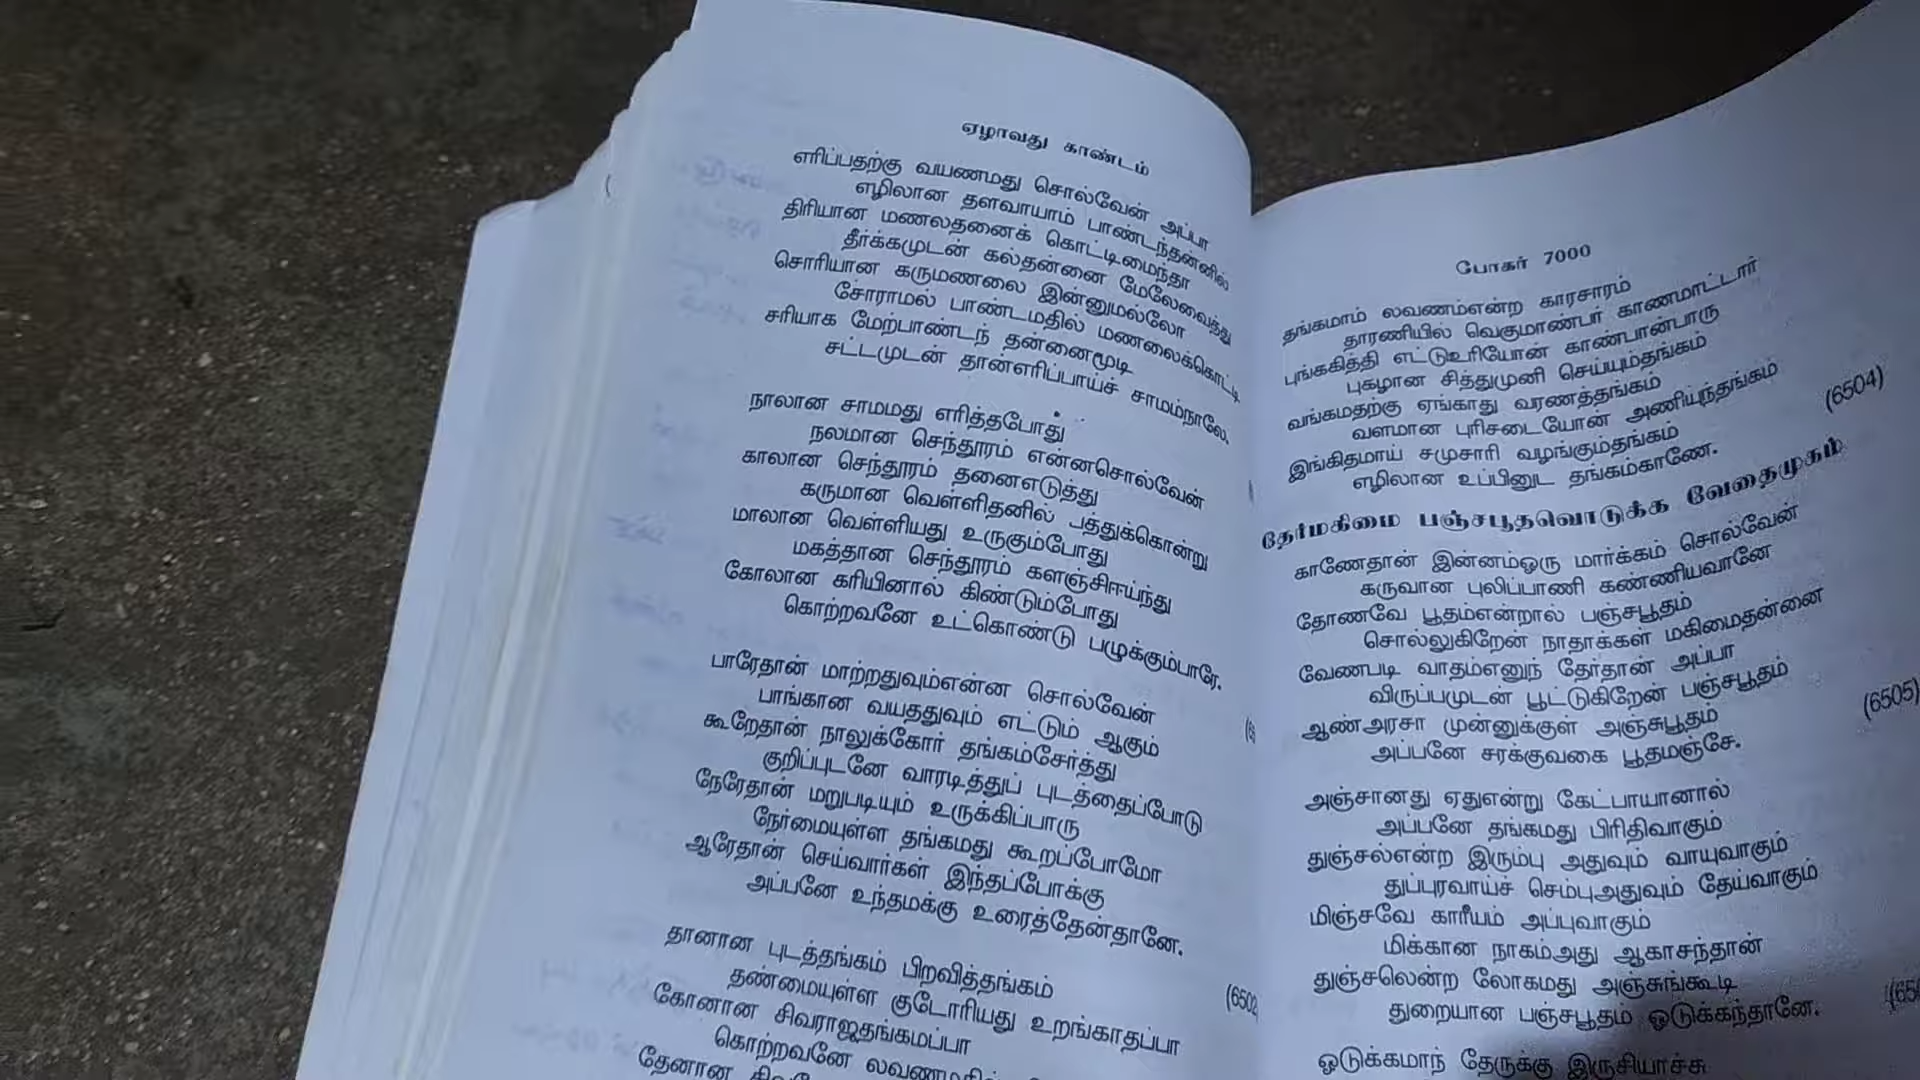 ஏழாவது காண்டம்
எரிப்பதற்கு வயணமது சொல்வேன் அப்பா
எழிலான தளவாயாம் பாண்டந்தன்னில்
திரியான மணலதனைக் கொட்டிமைந்தா
தீர்க்கமுடன் கல்தன்னை மேலேவைத்து
சொரியான கருமணலை இன்னுமல்லோ
சோராமல் பாண்டமதில் மணலைக்கொட்டி
சரியாக மேற்பாண்டந் தன்னைமூடி
சட்டமுடன் தான்எரிப்பாய்ச் சாமம்நாலே.
நாலான சாமமது எரித்தபோது
நலமான செந்தூரம் என்னசொல்வேன்
காலான செந்தூரம் தனைஎடுத்து
கருமான வெள்ளிதனில் பத்துக்கொன்று
மாலான வெள்ளியது உருகும்போது
மகத்தான செந்தூரம் களஞ்சிஈய்ந்து
கோலான கரியினால் கிண்டும்போது
கொற்றவனே உட்கொண்டு பழுக்கும்பாரே.
பாரேதான் மாற்றதுவும்என்ன சொல்வேன்
பாங்கான வயததுவும் எட்டும் ஆகும்
கூறேதான் நாலுக்கோர் தங்கம்சேர்த்து
குறிப்புடனே வாரடித்துப் புடத்தைப்போடு
நேரேதான் மறுபடியும் உருக்கிப்பாரு
நேர்மையுள்ள தங்கமது கூறப்போமோ
ஆரேதான் செய்வார்கள் இந்தப்போக்கு
அப்பனே உந்தமக்கு உரைத்தேன்தானே.
(6502
தானான புடத்தங்கம் பிறவித்தங்கம்
தண்மையுள்ள குடோரியது உறங்காதப்பா
கோனான சிவராஜதங்கமப்பா
கொற்றவனே
தேனான
போகர் 7000
தங்கமாம் லவணம்என்ற காரசாரம்
தாரணியில் வெகுமாண்பர் காணமாட்டார்
புங்ககித்தி எட்டுஉரியோன் காண்பான்பாரு
புகழான சித்துமுனி செய்யும்தங்கம்
வங்கமதற்கு ஏங்காது வரணத்தங்கம்
வளமான புரிசடையோன் அணியுந்தங்கம்
இங்கிதமாய் சமுசாரி வழங்கும்தங்கம்
எழிலான உப்பினுட தங்கம்காணே. (6504)
தேர்மகிமை பஞ்சபூதவொடுக்க வேதைமுகம்
காணேதான் இன்னம்ஒரு மார்க்கம் சொல்வேன்
கருவான புலிப்பாணி கண்ணியவானே
தோணவே பூதம்என்றால் பஞ்சபூதம்
சொல்லுகிறேன் நாதாக்கள் மகிமைதன்னை
வேணபடி வாதம்எனுந் தேர்தான் அப்பா
விருப்பமுடன் பூட்டுகிறேன் பஞ்சபூதம்
ஆண்அரசா முன்னுக்குள் அஞ்சுபூதம்
அப்பனே சரக்குவகை பூதமஞ்சே. (6505)
அஞ்சானது ஏதுஎன்று கேட்பாயானால்
அப்பனே தங்கமது பிரிதிவாகும்
துஞ்சல்என்ற இரும்பு அதுவும் வாயுவாகும்
துப்புரவாய்ச் செம்புஅதுவும் தேய்வாகும்
மிஞ்சவே காரீயம் அப்புவாகும்
மிக்கான நாகம்அது ஆகாசந்தான்
துஞ்சலென்ற லோகமது அஞ்சுங்கூடி
துறையான பஞ்சபூதம் ஒடுக்கந்தானே.
ஒடுக்கமாந் தேருக்கு இருசியாச்சு